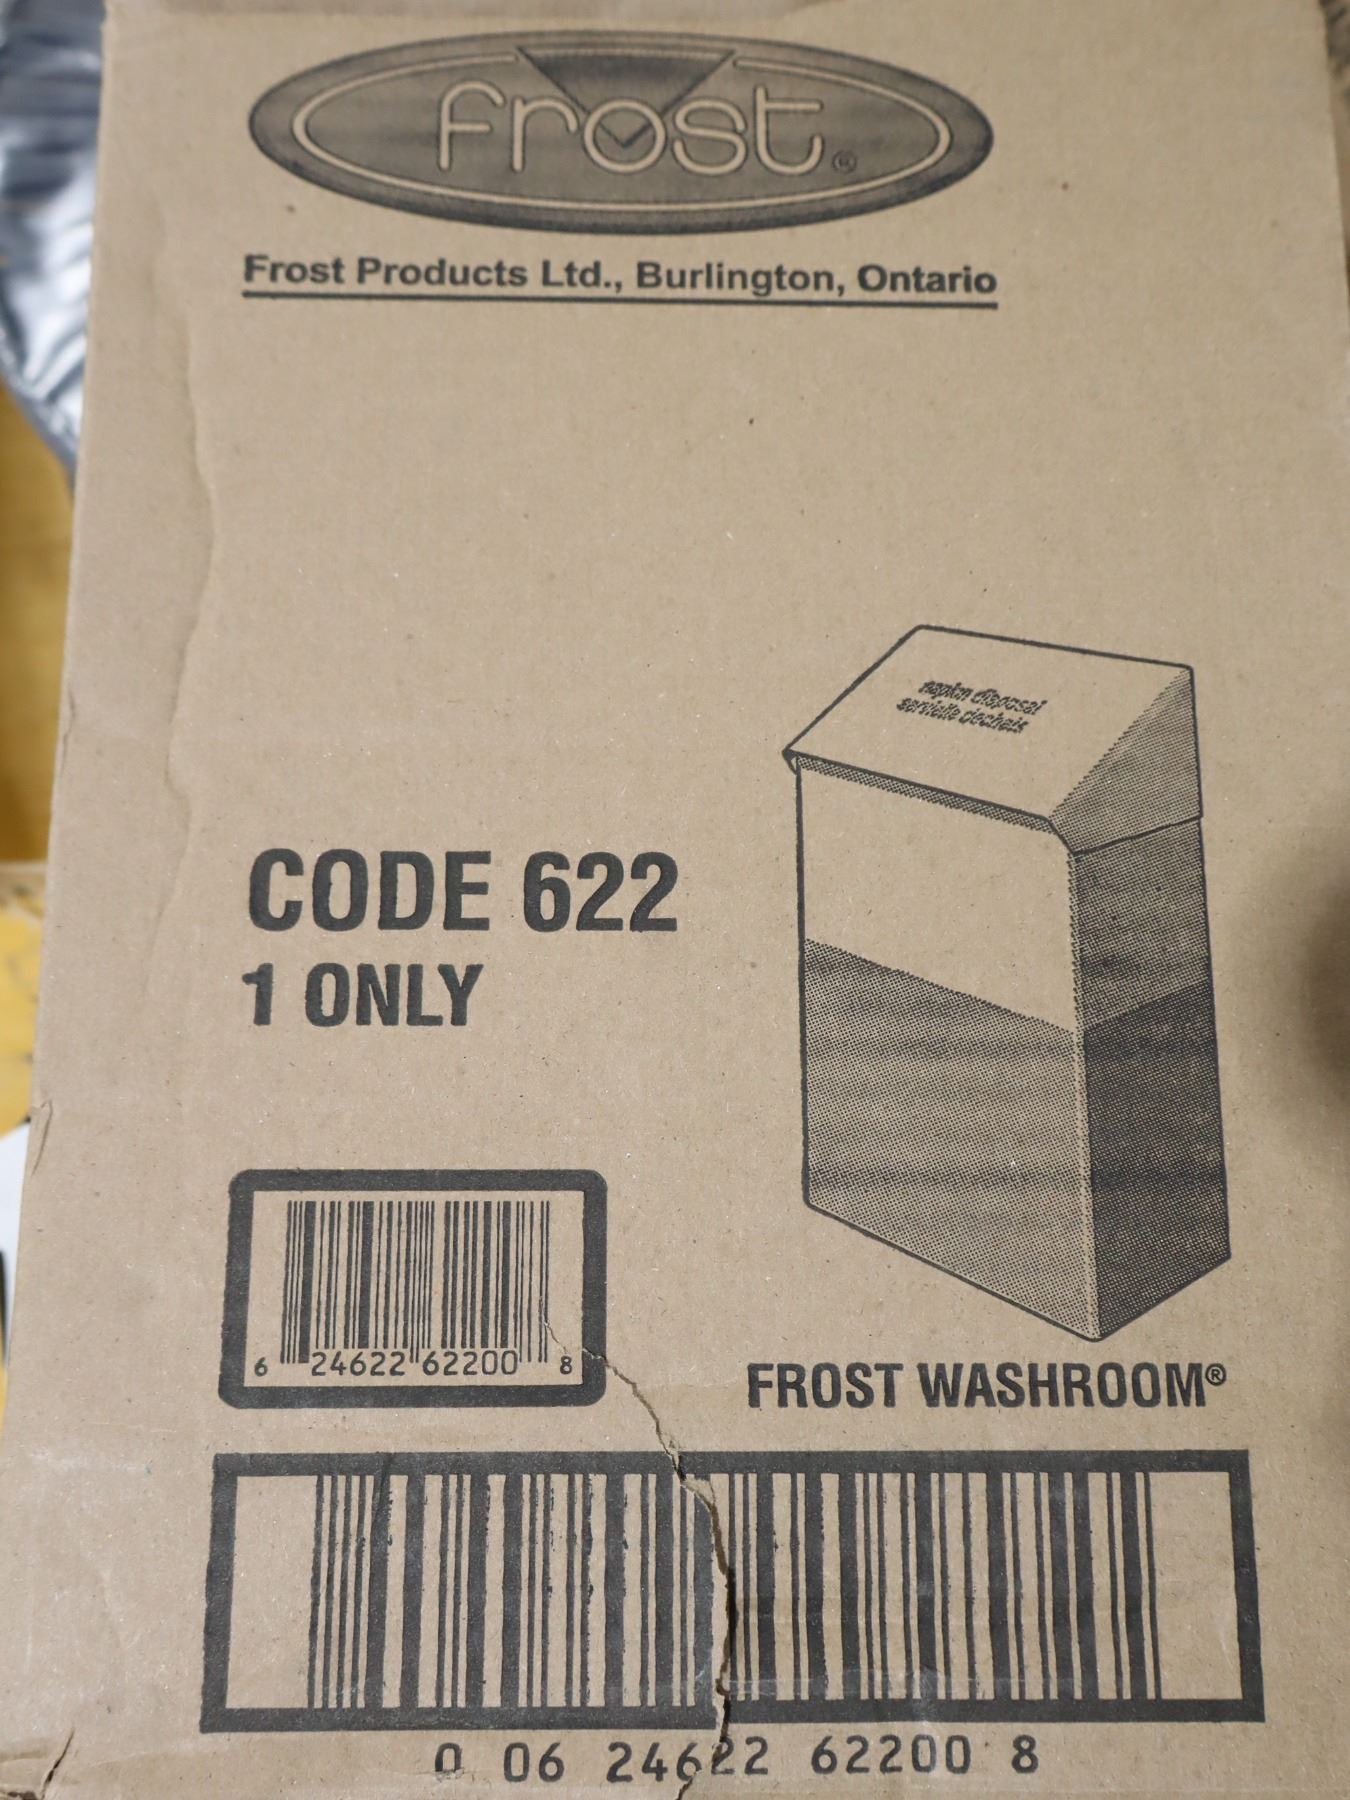 frost®
Frost Products Ltd., Burlington, Ontario
napkin disposal
serviette dechets
CODE 622
1 ONLY
6 24622 62200 8
FROST WASHROOM®
0 06 24622 62200 8